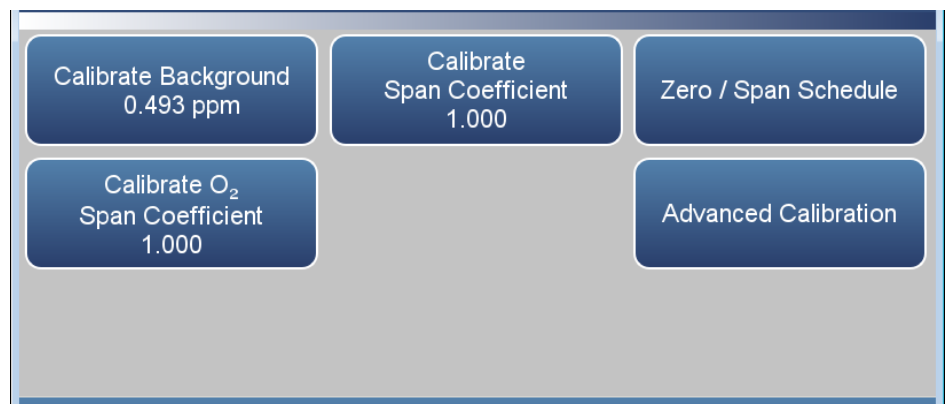 Calibrate Background
0.493 ppm
Calibrate
Span Coefficient
1.000
Zero / Span Schedule
Calibrate O₂
Span Coefficient
1.000
Advanced Calibration